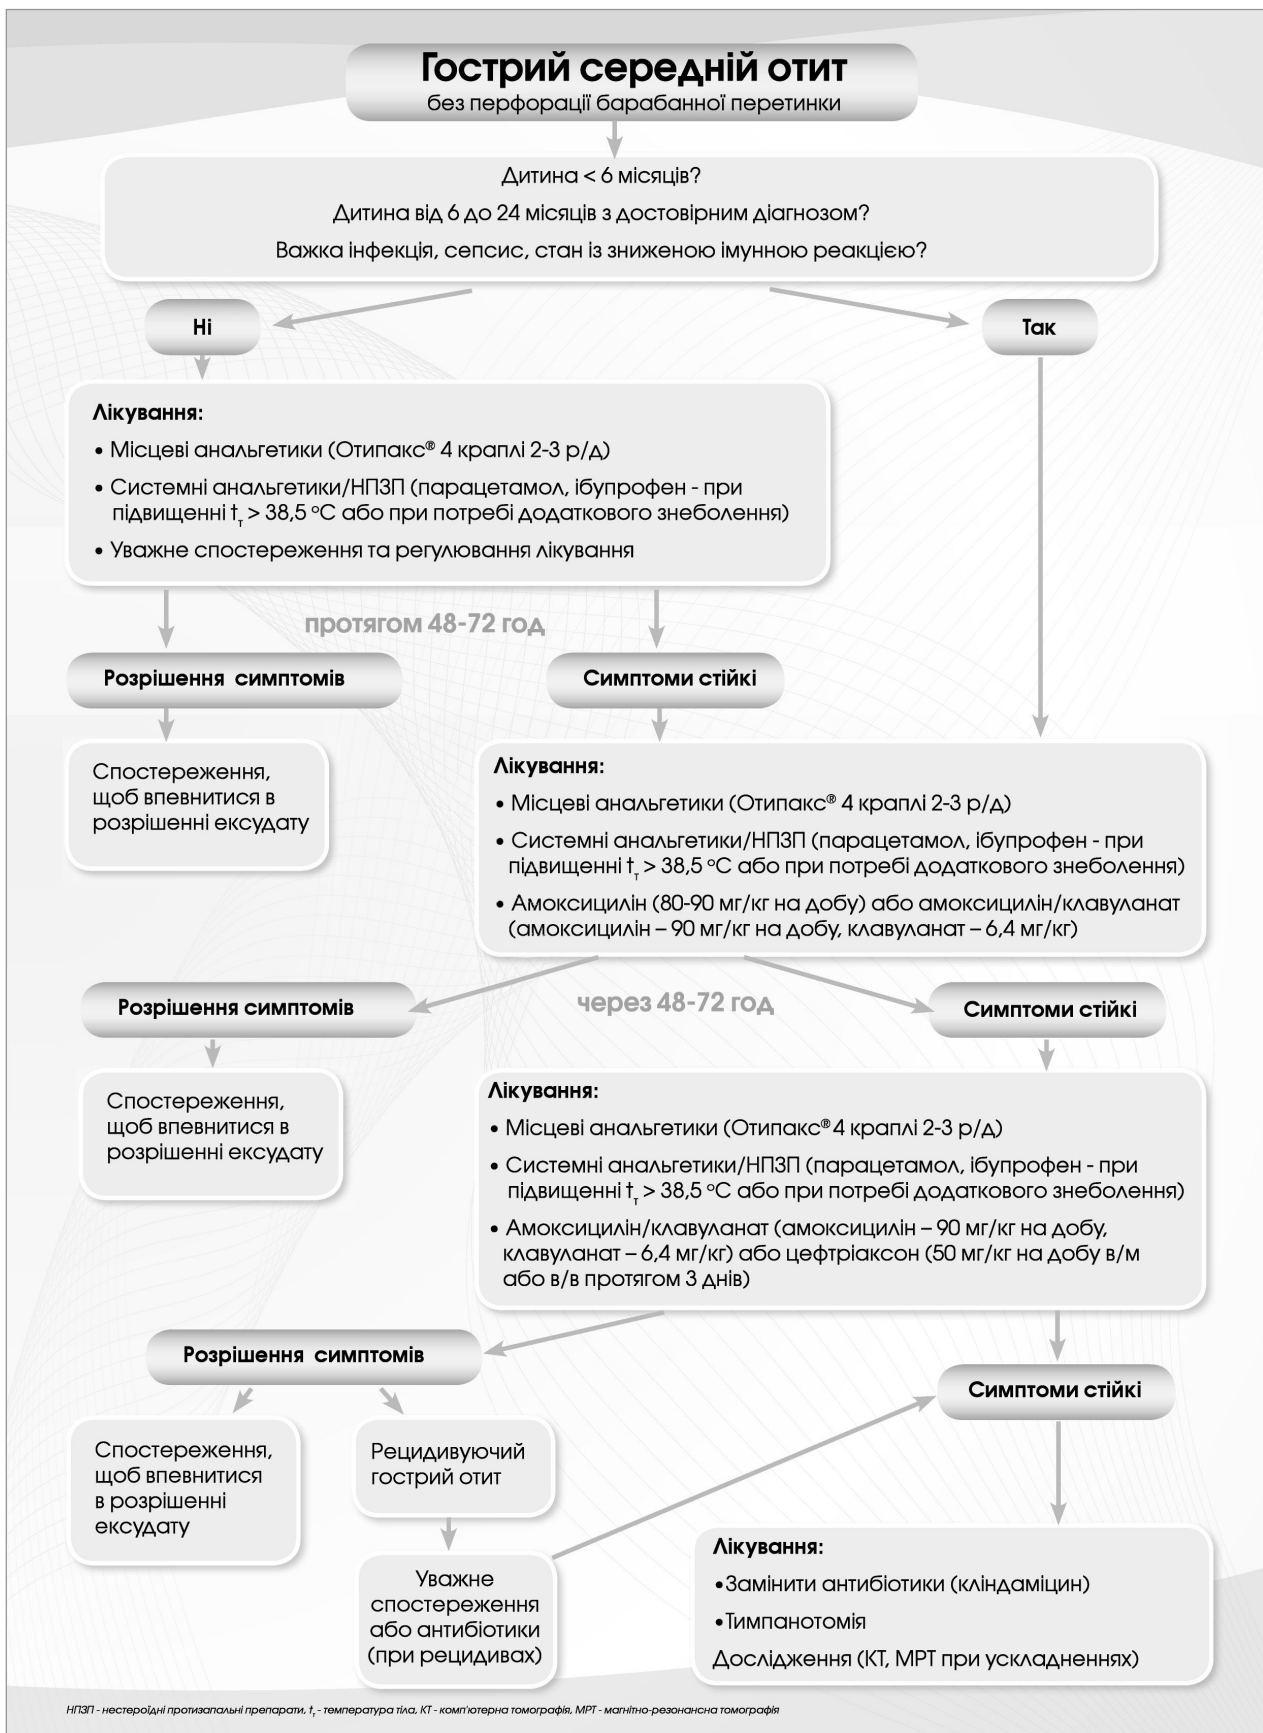 Гострий середній отит
без перфорації барабанної перетинки
Дитина < 6 місяців?
Дитина від 6 до 24 місяців з достовірним діагнозом?
Важка інфекція, сепсис, стан із зниженою імунною реакцією?
Ні
Так
Лікування:
• Місцеві анальгетики (Отипакс® 4 краплі 2-3 р/д)
• Системні анальгетики/НПЗП (парацетамол, ібупрофен - при
підвищенні tт > 38,5 °С або при потребі додаткового знеболення)
• Уважне спостереження та регулювання лікування
протягом 48-72 год
Розрішення симптомів
Симптоми стійкі
Спостереження,
щоб впевнитися в
розрішенні ексудату
Лікування:
• Місцеві анальгетики (Отипакс® 4 краплі 2-3 р/д)
• Системні анальгетики/НПЗП (парацетамол, ібупрофен - при
підвищенні tт > 38,5 °С або при потребі додаткового знеболення)
• Амоксицилін (80-90 мг/кг на добу) або амоксицилін/клавуланат
(амоксицилін – 90 мг/кг на добу, клавуланат – 6,4 мг/кг)
через 48-72 год
Розрішення симптомів
Симптоми стійкі
Спостереження,
щоб впевнитися в
розрішенні ексудату
Лікування:
• Місцеві анальгетики (Отипакс® 4 краплі 2-3 р/д)
• Системні анальгетики/НПЗП (парацетамол, ібупрофен - при
підвищенні tт > 38,5 °С або при потребі додаткового знеболення)
• Амоксицилін/клавуланат (амоксицилін – 90 мг/кг на добу,
клавуланат – 6,4 мг/кг) або цефтріаксон (50 мг/кг на добу в/м
або в/в протягом 3 днів)
Розрішення симптомів
Симптоми стійкі
Спостереження,
щоб впевнитися
в розрішенні
ексудату
Рецидивуючий
гострий отит
Уважне
спостереження
або антибіотики
(при рецидивах)
Лікування:
•Замінити антибіотики (кліндаміцин)
•Тимпанотомія
Дослідження (КТ, МРТ при ускладненнях)
НПЗП - нестероїдні протизапальні препарати, tт - температура тіла, КТ - комп'ютерна томографія, МРТ - магнітно-резонансна томографія